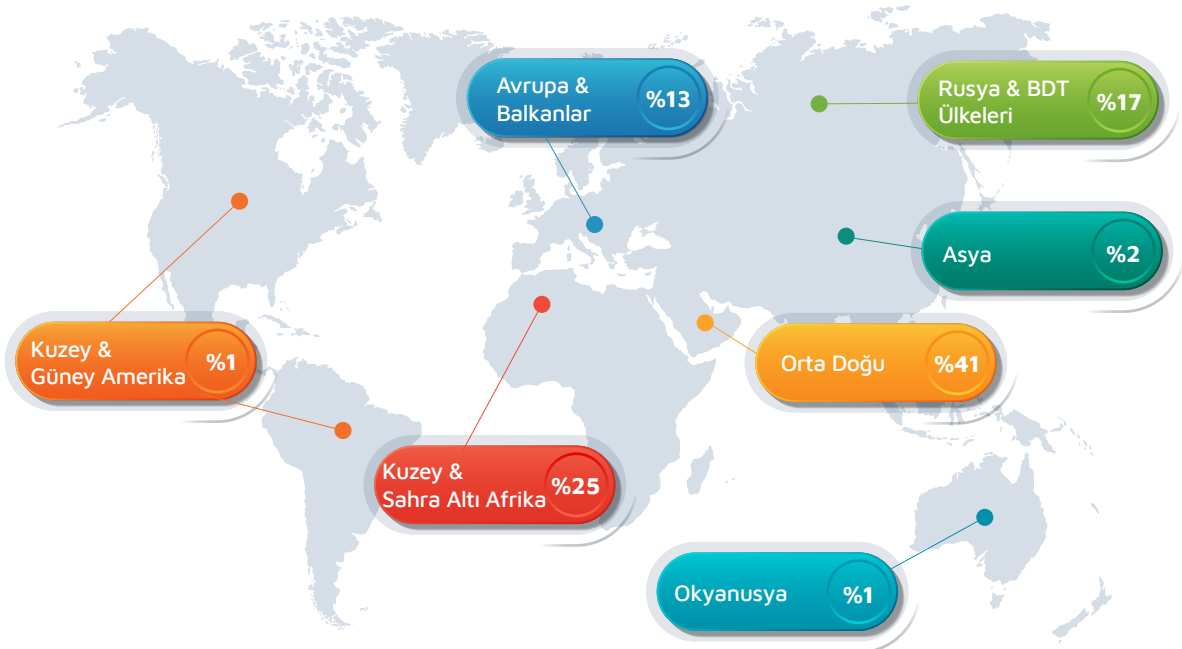 Avrupa &
Balkanlar
%13
Rusya & BDT
Ülkeleri
%17
Asya
%2
Kuzey &
Güney Amerika
%1
Orta Doğu
%41
Kuzey &
Sahra Altı Afrika
%25
Okyanusya
%1